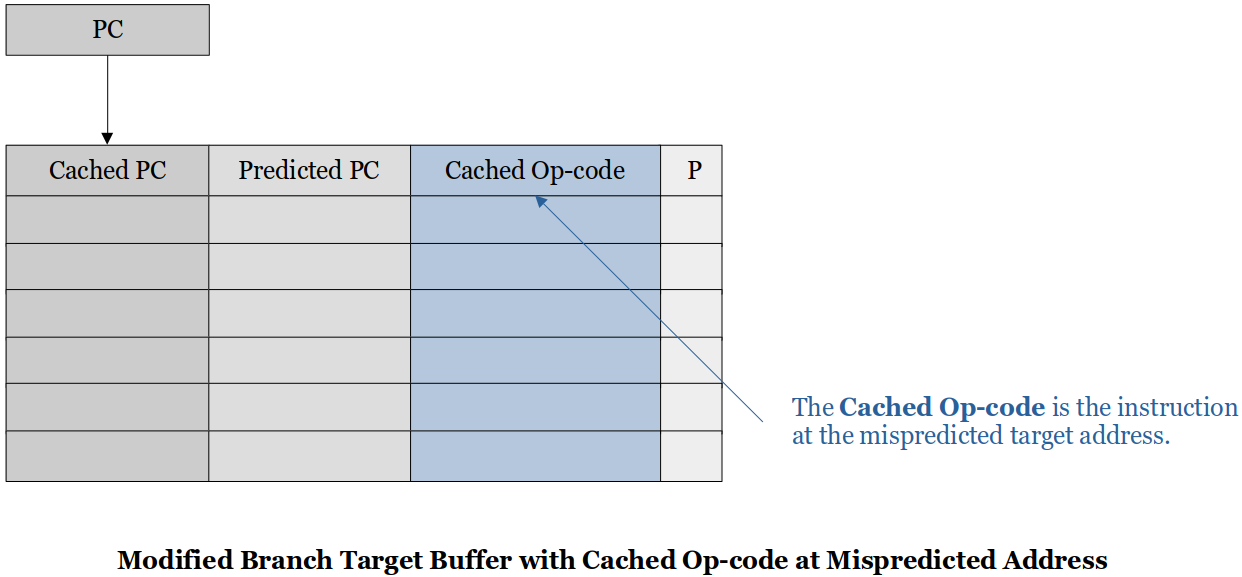 PC
Cached PC
Predicted PC
Cached Op-code
P
The Cached Op-code is the instruction
at the mispredicted target address.
Modified Branch Target Buffer with Cached Op-code at Mispredicted Address